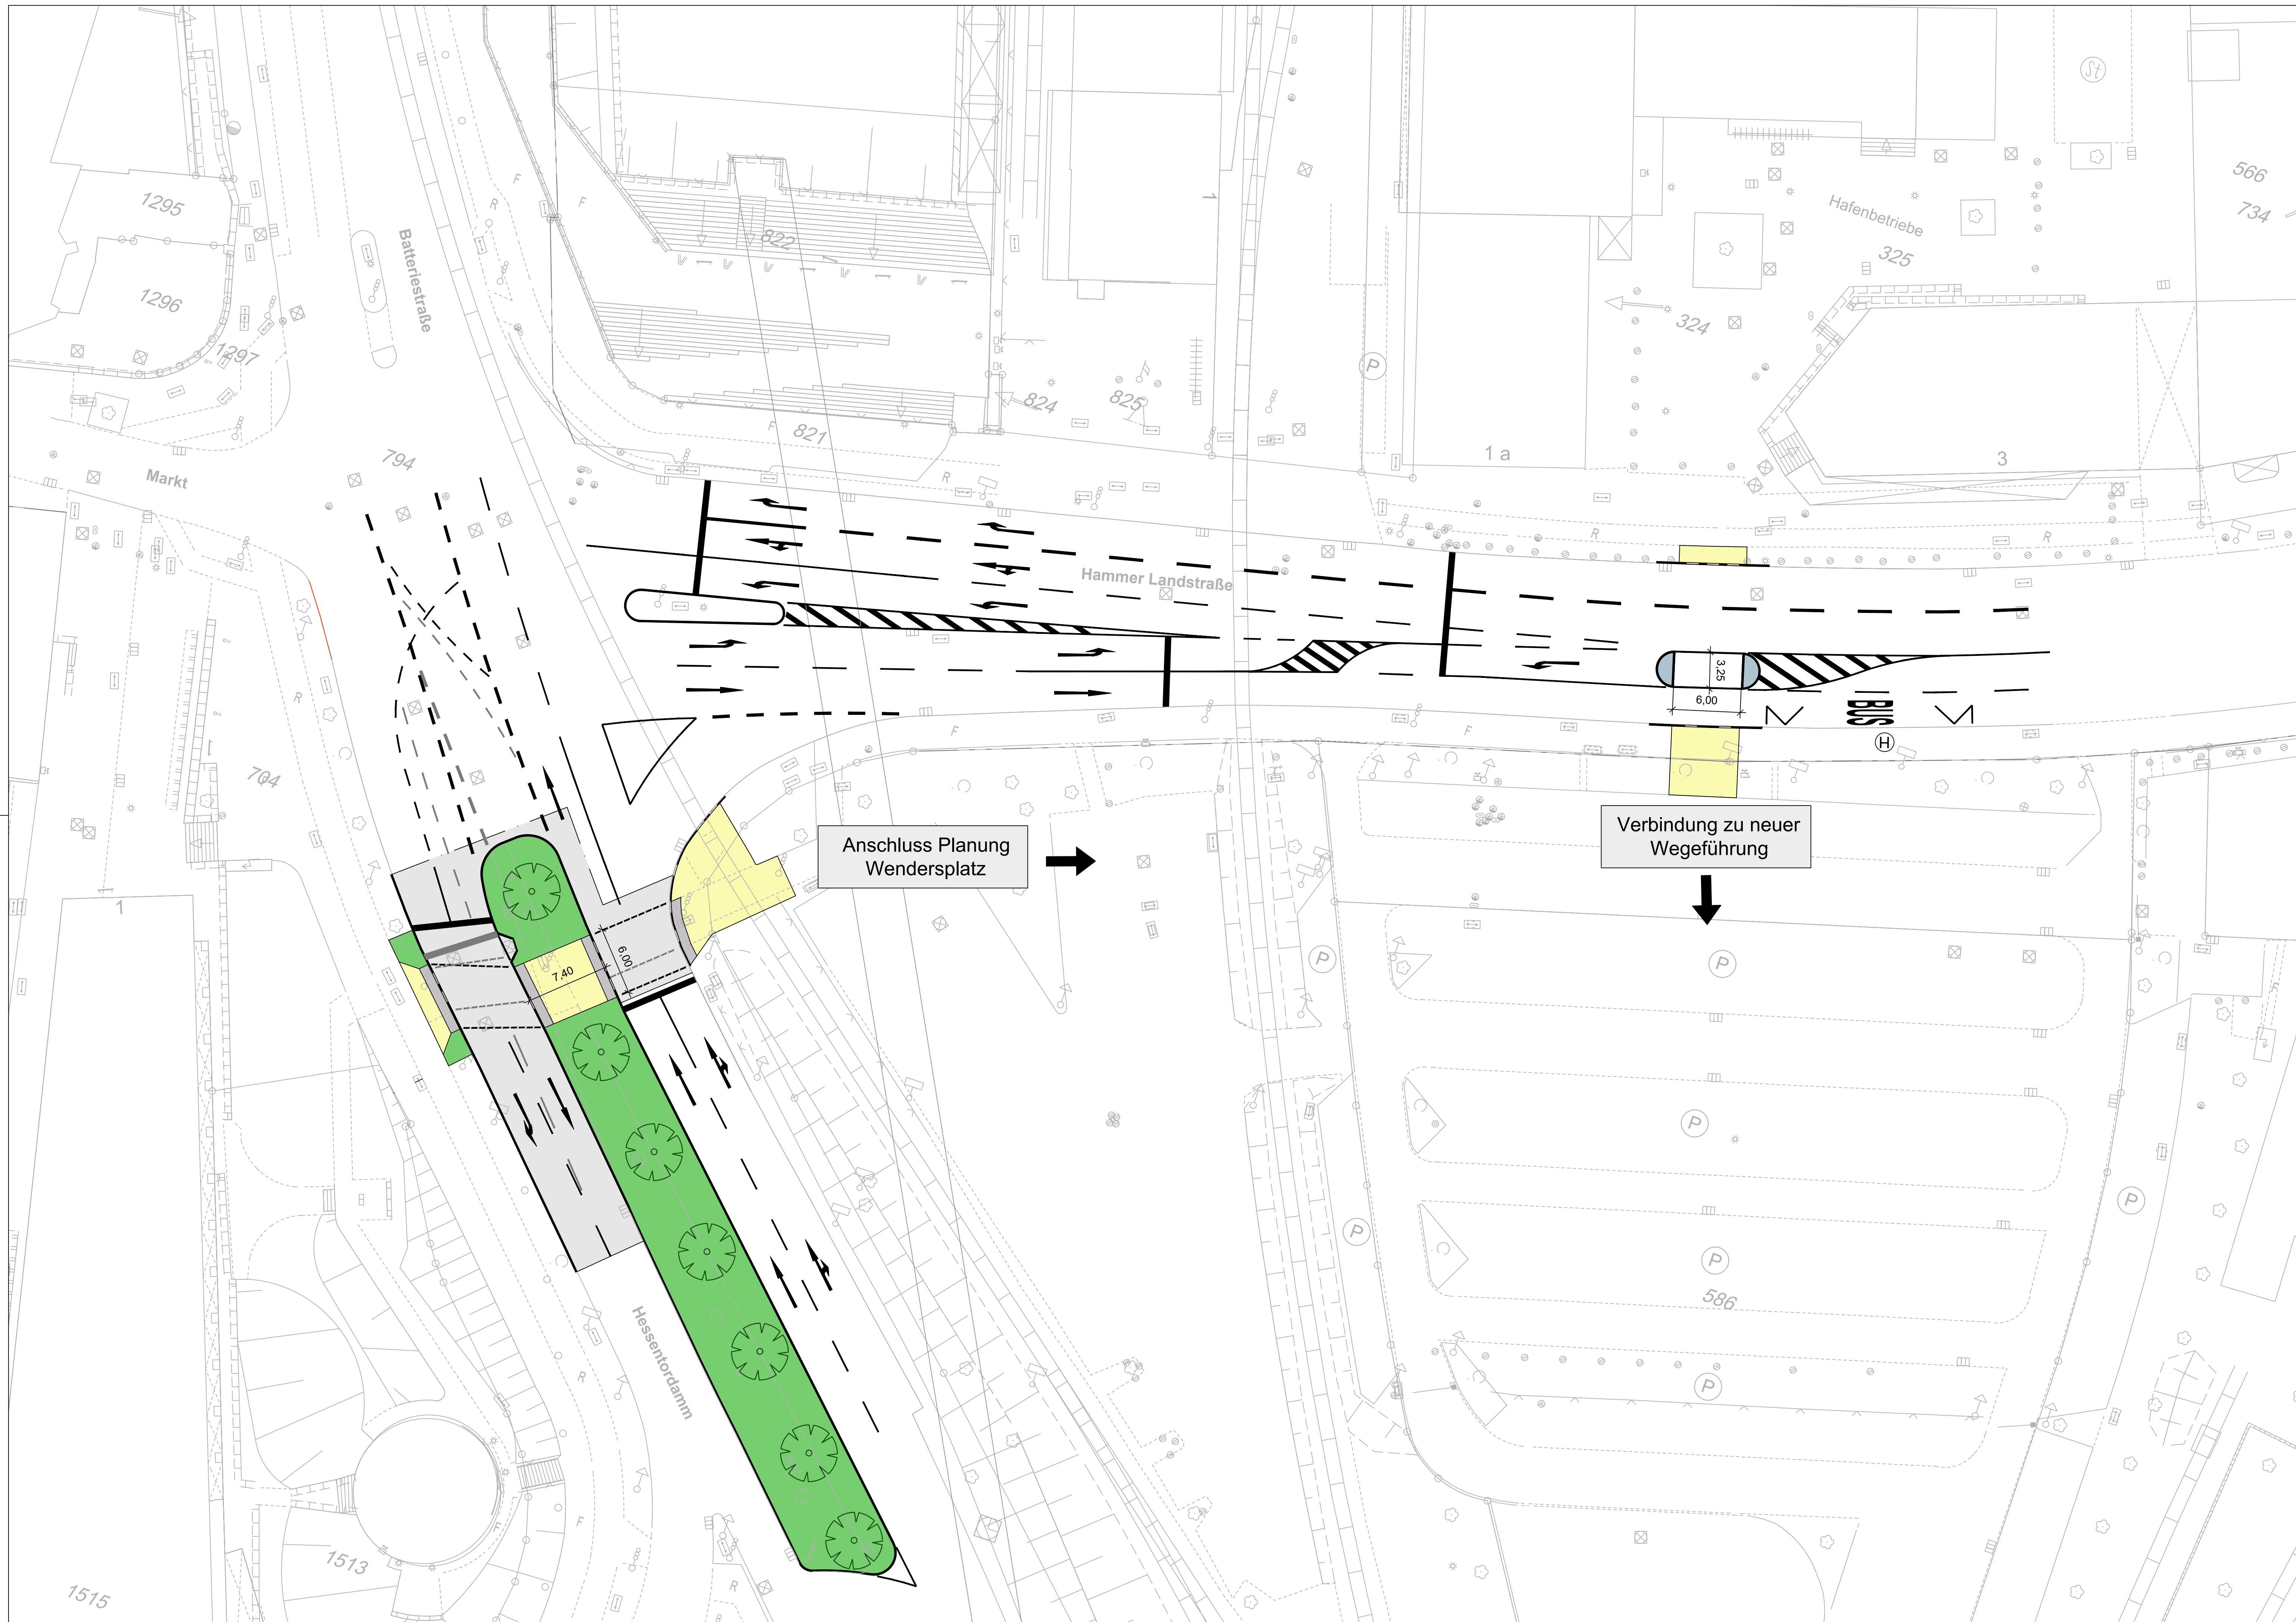 St
566
734
1295
Hafenbetriebe
F
R
F
822
1
325
Batteriestraße
1296
324
1297
P
824
825
F
821
1 a
3
794
Markt
R
R
R
Hammer Landstraße
3,25
6,00
BUS
H
R
F
F
704
Anschluss Planung
Wendersplatz
Verbindung zu neuer
Wegeführung
1
6,00
7,40
P
P
P
P
P
P
586
Hessentordamm
R
P
F
F
1513
R
1515